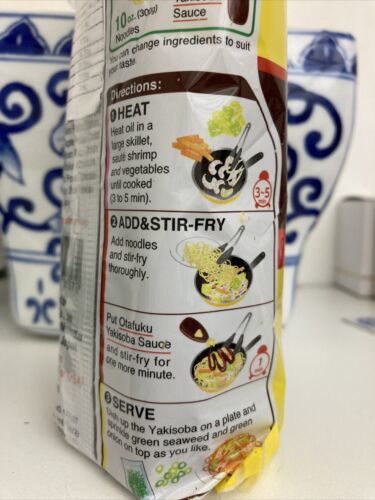 Yakisoba
10 oz. (300g)
Noodles
Sauce
You can change ingredients to suit
your taste.
Directions:
1 HEAT
Heat oil in a
large skillet,
sauté shrimp
and vegetables
until cooked
(3 to 5 min).
3~5
min
2 ADD&STIR-FRY
Add noodles
and stir-fry
thoroughly.
Put Otafuku
Yakisoba Sauce
and stir-fry for
one more minute.
1
3 SERVE
Dish up the Yakisoba on a plate and
sprinkle green seaweed and green
onion on top as you like.